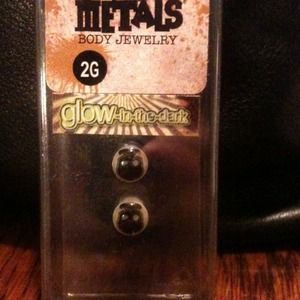 METALS
BODY JEWELRY
2G
glow-in-the-dark